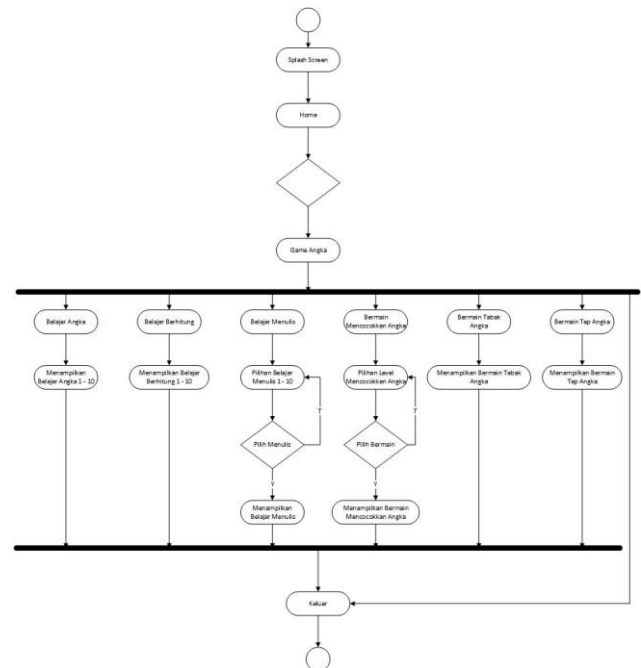 Splash Screen
Home
Game Angka
Belajar Angka
Belajar Berhitung
Belajar Menulis
Bermain
Mencocokkan Angka
Bermain Tabak
Angka
Bermain Tap Angka
Menampilkan
Belajar Angka 1 - 10
Menampilkan Belajar
Berhitung 1 - 10
Pilihan Belajar
Menulis 1 - 10
Pilihan Level
Mencocokkan Angka
Menampilkan Bermain Tabak
Angka
Menampilkan Bermain
Tap Angka
Y
Y
Pilih Menulis
Pilih Bermain
Y
Y
Menampilkan
Belajar Menulis
Menampilkan Bermain
Mencocokkan Angka
Keluar